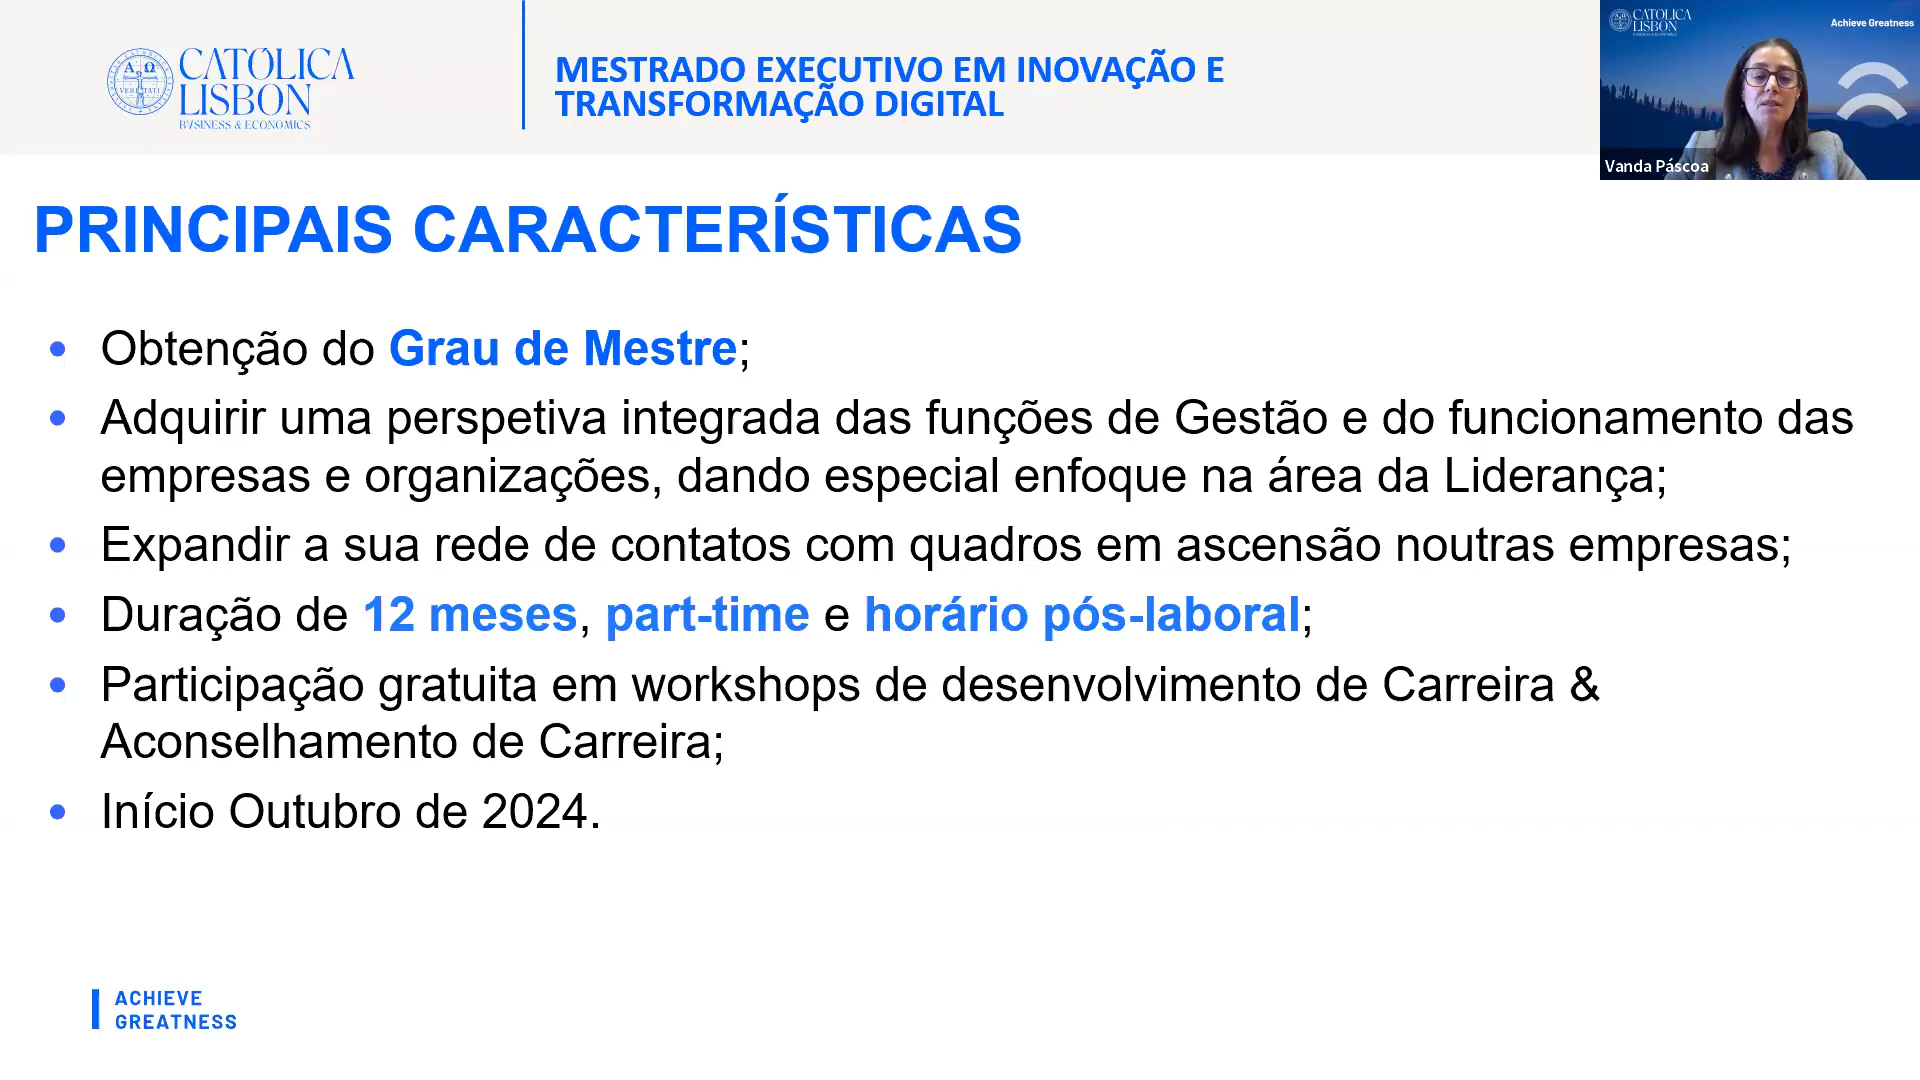 CATÓLICA
LISBON
BUSINESS & ECONOMICS
MESTRADO EXECUTIVO EM INOVAÇÃO E
TRANSFORMAÇÃO DIGITAL
CATÓLICA
LISBON
Achieve Greatness
Vanda Páscoa
PRINCIPAIS CARACTERÍSTICAS
• Obtenção do Grau de Mestre;
• Adquirir uma perspetiva integrada das funções de Gestão e do funcionamento das
empresas e organizações, dando especial enfoque na área da Liderança;
• Expandir a sua rede de contatos com quadros em ascensão noutras empresas;
• Duração de 12 meses, part-time e horário pós-laboral;
• Participação gratuita em workshops de desenvolvimento de Carreira &
Aconselhamento de Carreira;
• Início Outubro de 2024.
ACHIEVE
GREATNESS